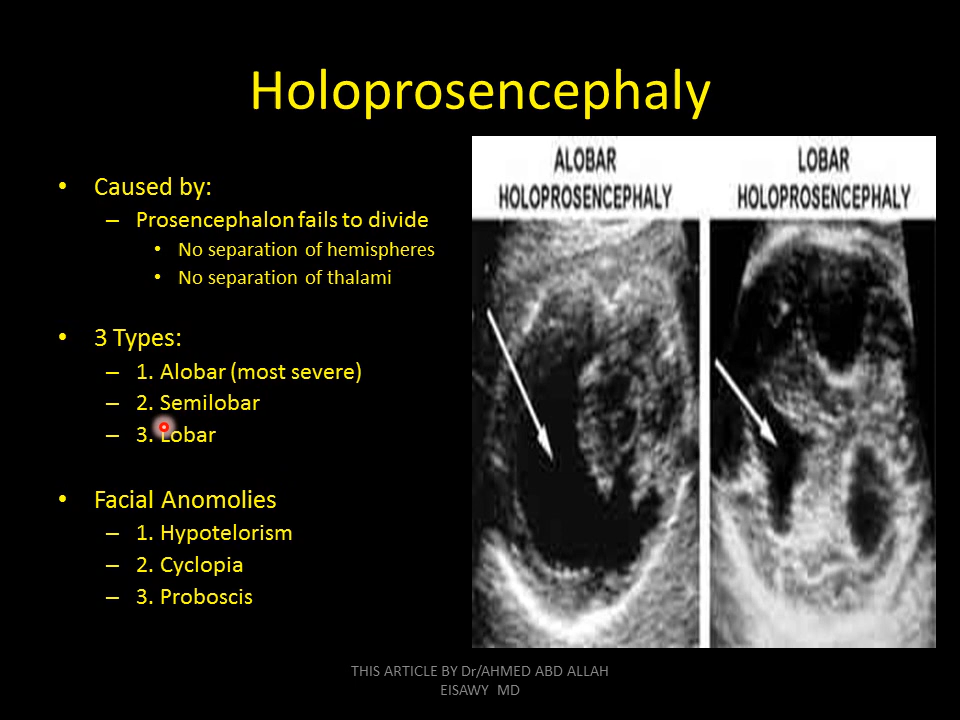 Holoprosencephaly
• Caused by:
– Prosencephalon fails to divide
• No separation of hemispheres
• No separation of thalami
• 3 Types:
– 1. Alobar (most severe)
– 2. Semilobar
– 3. Lobar
• Facial Anomolies
– 1. Hypotelorism
– 2. Cyclopia
– 3. Proboscis
ALOBAR
HOLOPROSENCEPHALY
LOBAR
HOLOPROSENCEPHALY
THIS ARTICLE BY Dr/AHMED ABD ALLAH
EISAWY MD